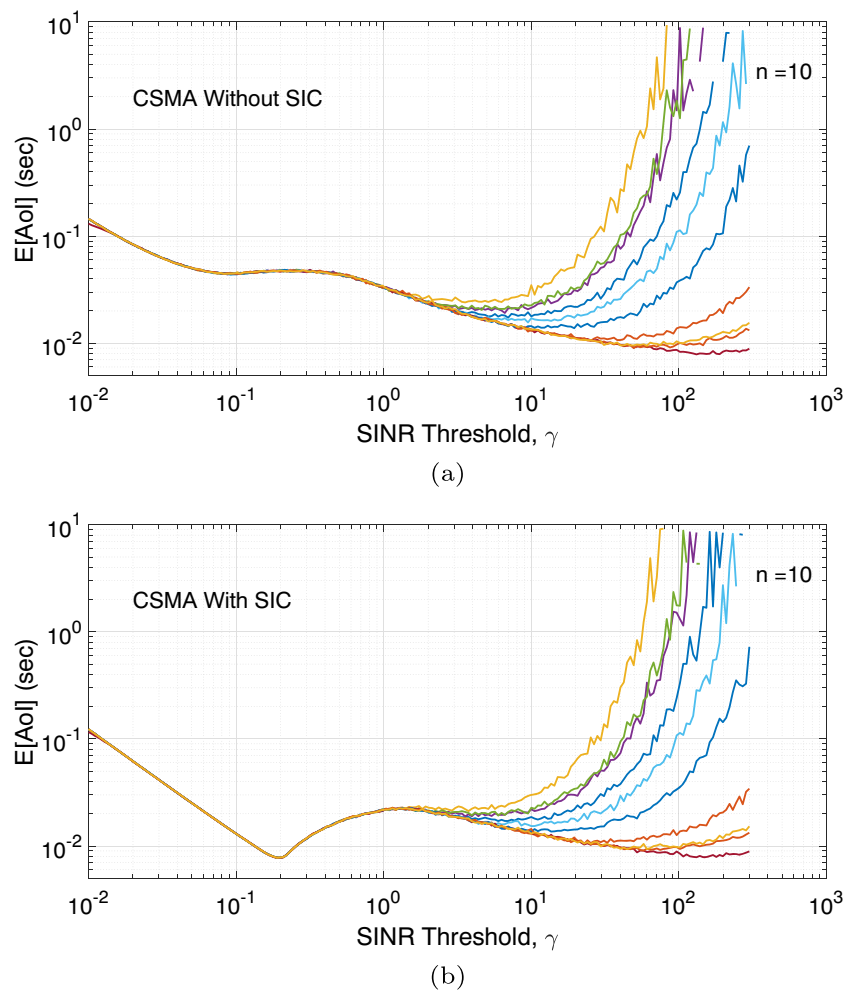 10^1
CSMA Without SIC
n =10
10^0
E[AoI] (sec)
10^-1
10^-2
10^-2 10^-1 10^0 10^1 10^2 10^3
SINR Threshold, γ
(a)
10^1
n =10
CSMA With SIC
10^0
E[AoI] (sec)
10^-1
10^-2
10^-2 10^-1 10^0 10^1 10^2 10^3
SINR Threshold, γ
(b)